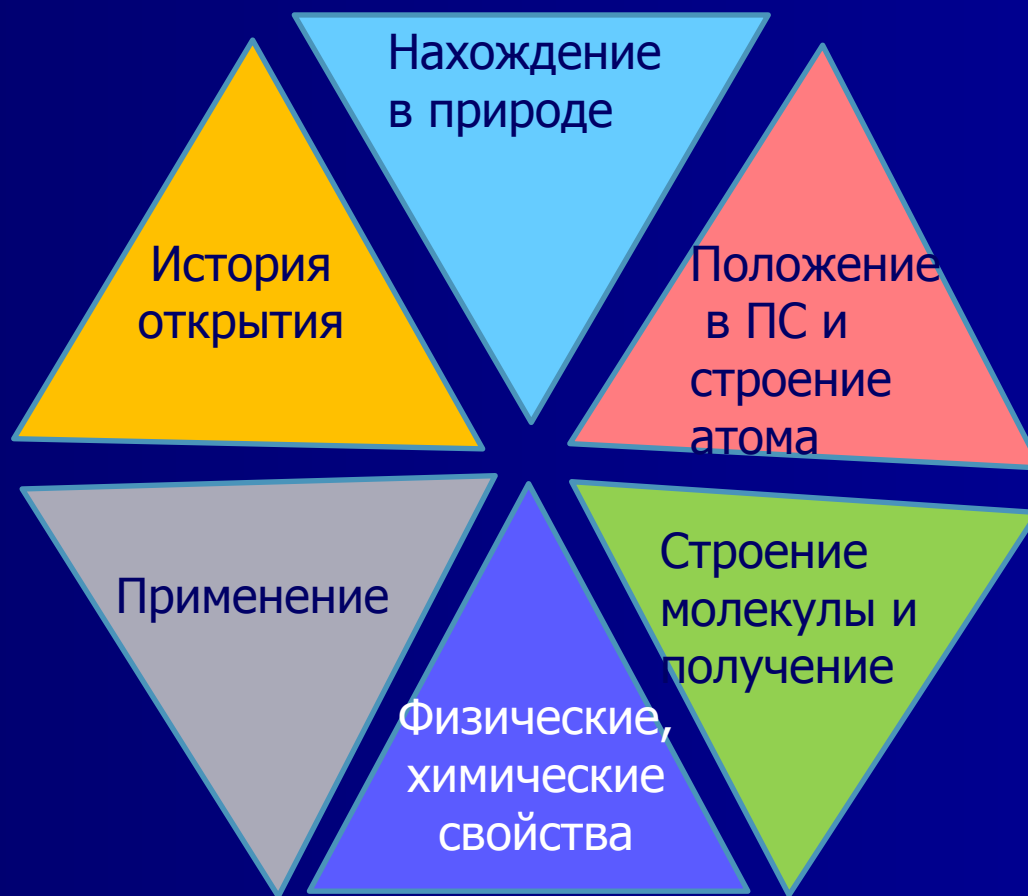 Нахождение
в природе
История
открытия
Положение
в ПС и
строение
атома
Применение
Строение
молекулы и
получение
Физические,
химические
свойства